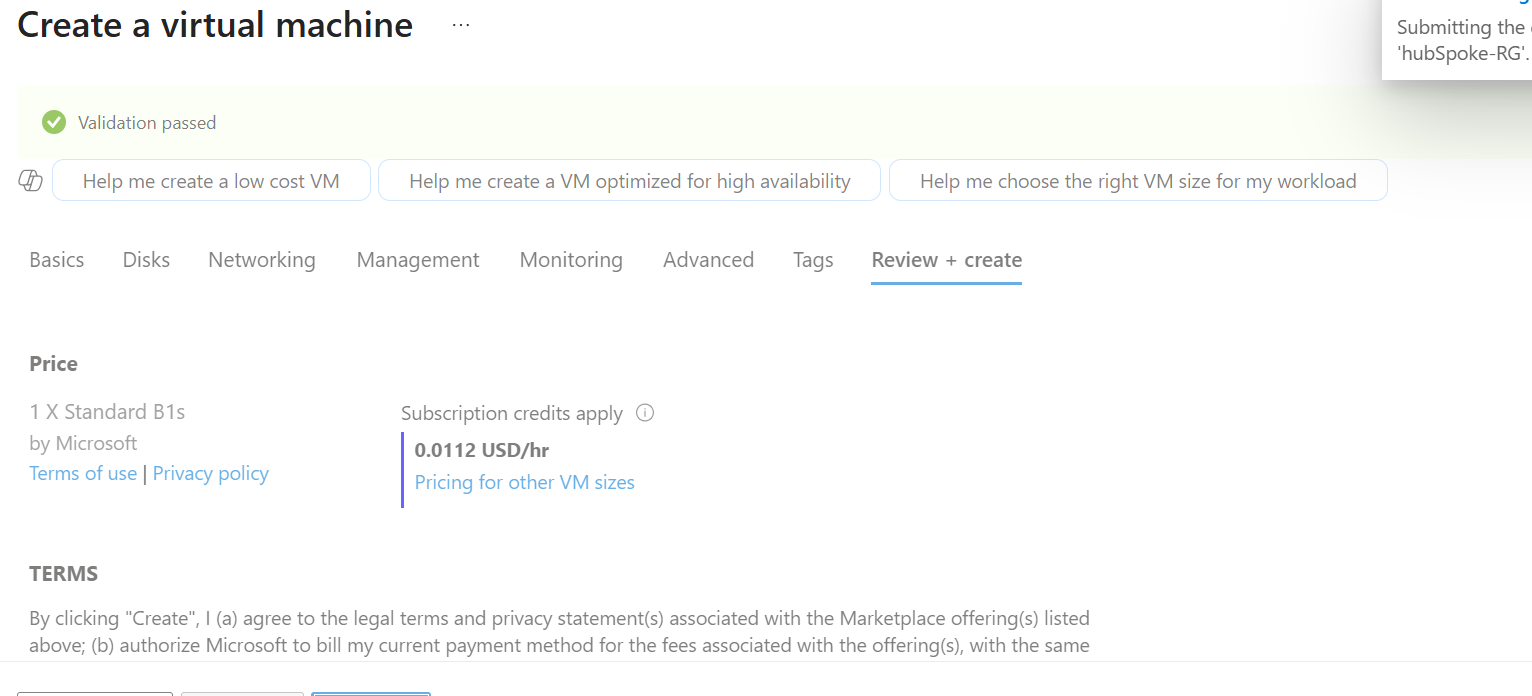 Create a virtual machine ...
Submitting the
'hubSpoke-RG'.
Validation passed
Help me create a low cost VM
Help me create a VM optimized for high availability
Help me choose the right VM size for my workload
Basics Disks Networking Management Monitoring Advanced Tags Review + create
Price
1 X Standard B1s
by Microsoft
Terms of use | Privacy policy
Subscription credits apply
0.0112 USD/hr
Pricing for other VM sizes
TERMS
By clicking "Create", I (a) agree to the legal terms and privacy statement(s) associated with the Marketplace offering(s) listed
above; (b) authorize Microsoft to bill my current payment method for the fees associated with the offering(s), with the same